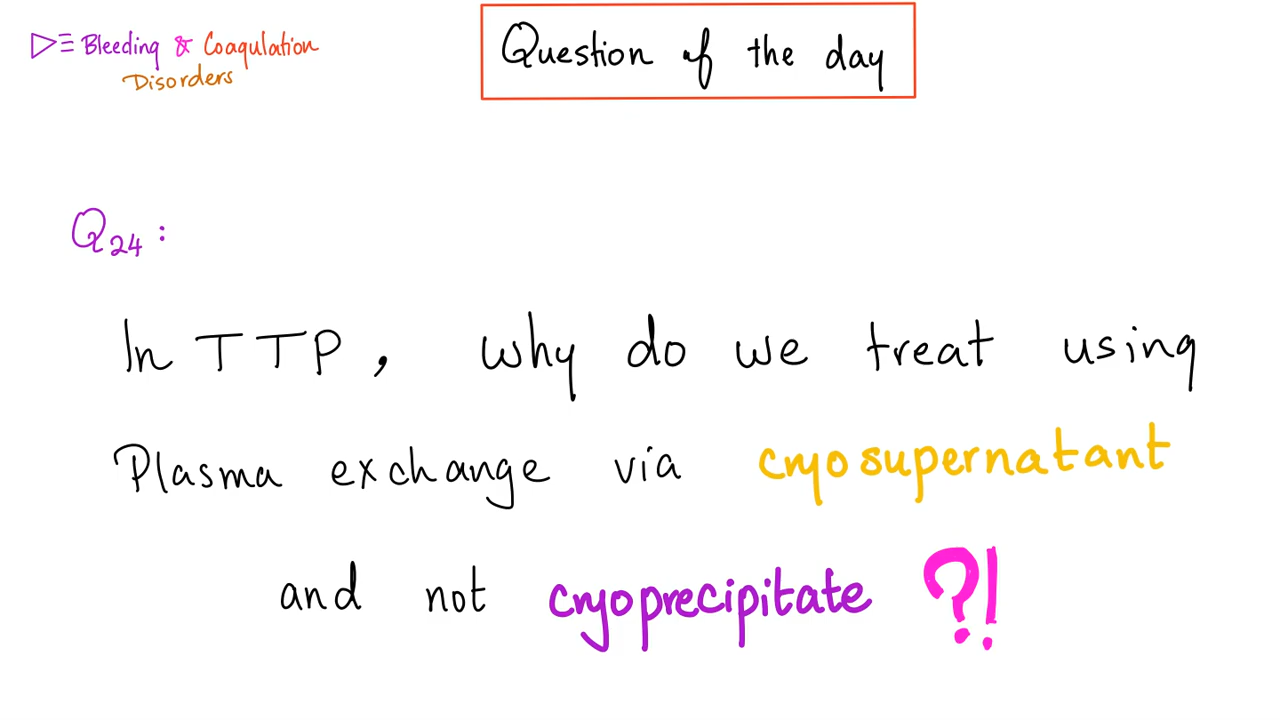 Bleeding & Coagulation
Disorders
Question of the day
Q24:
In TTP, why do we treat using
Plasma exchange via cryosupernatant
and not cryoprecipitate ?!